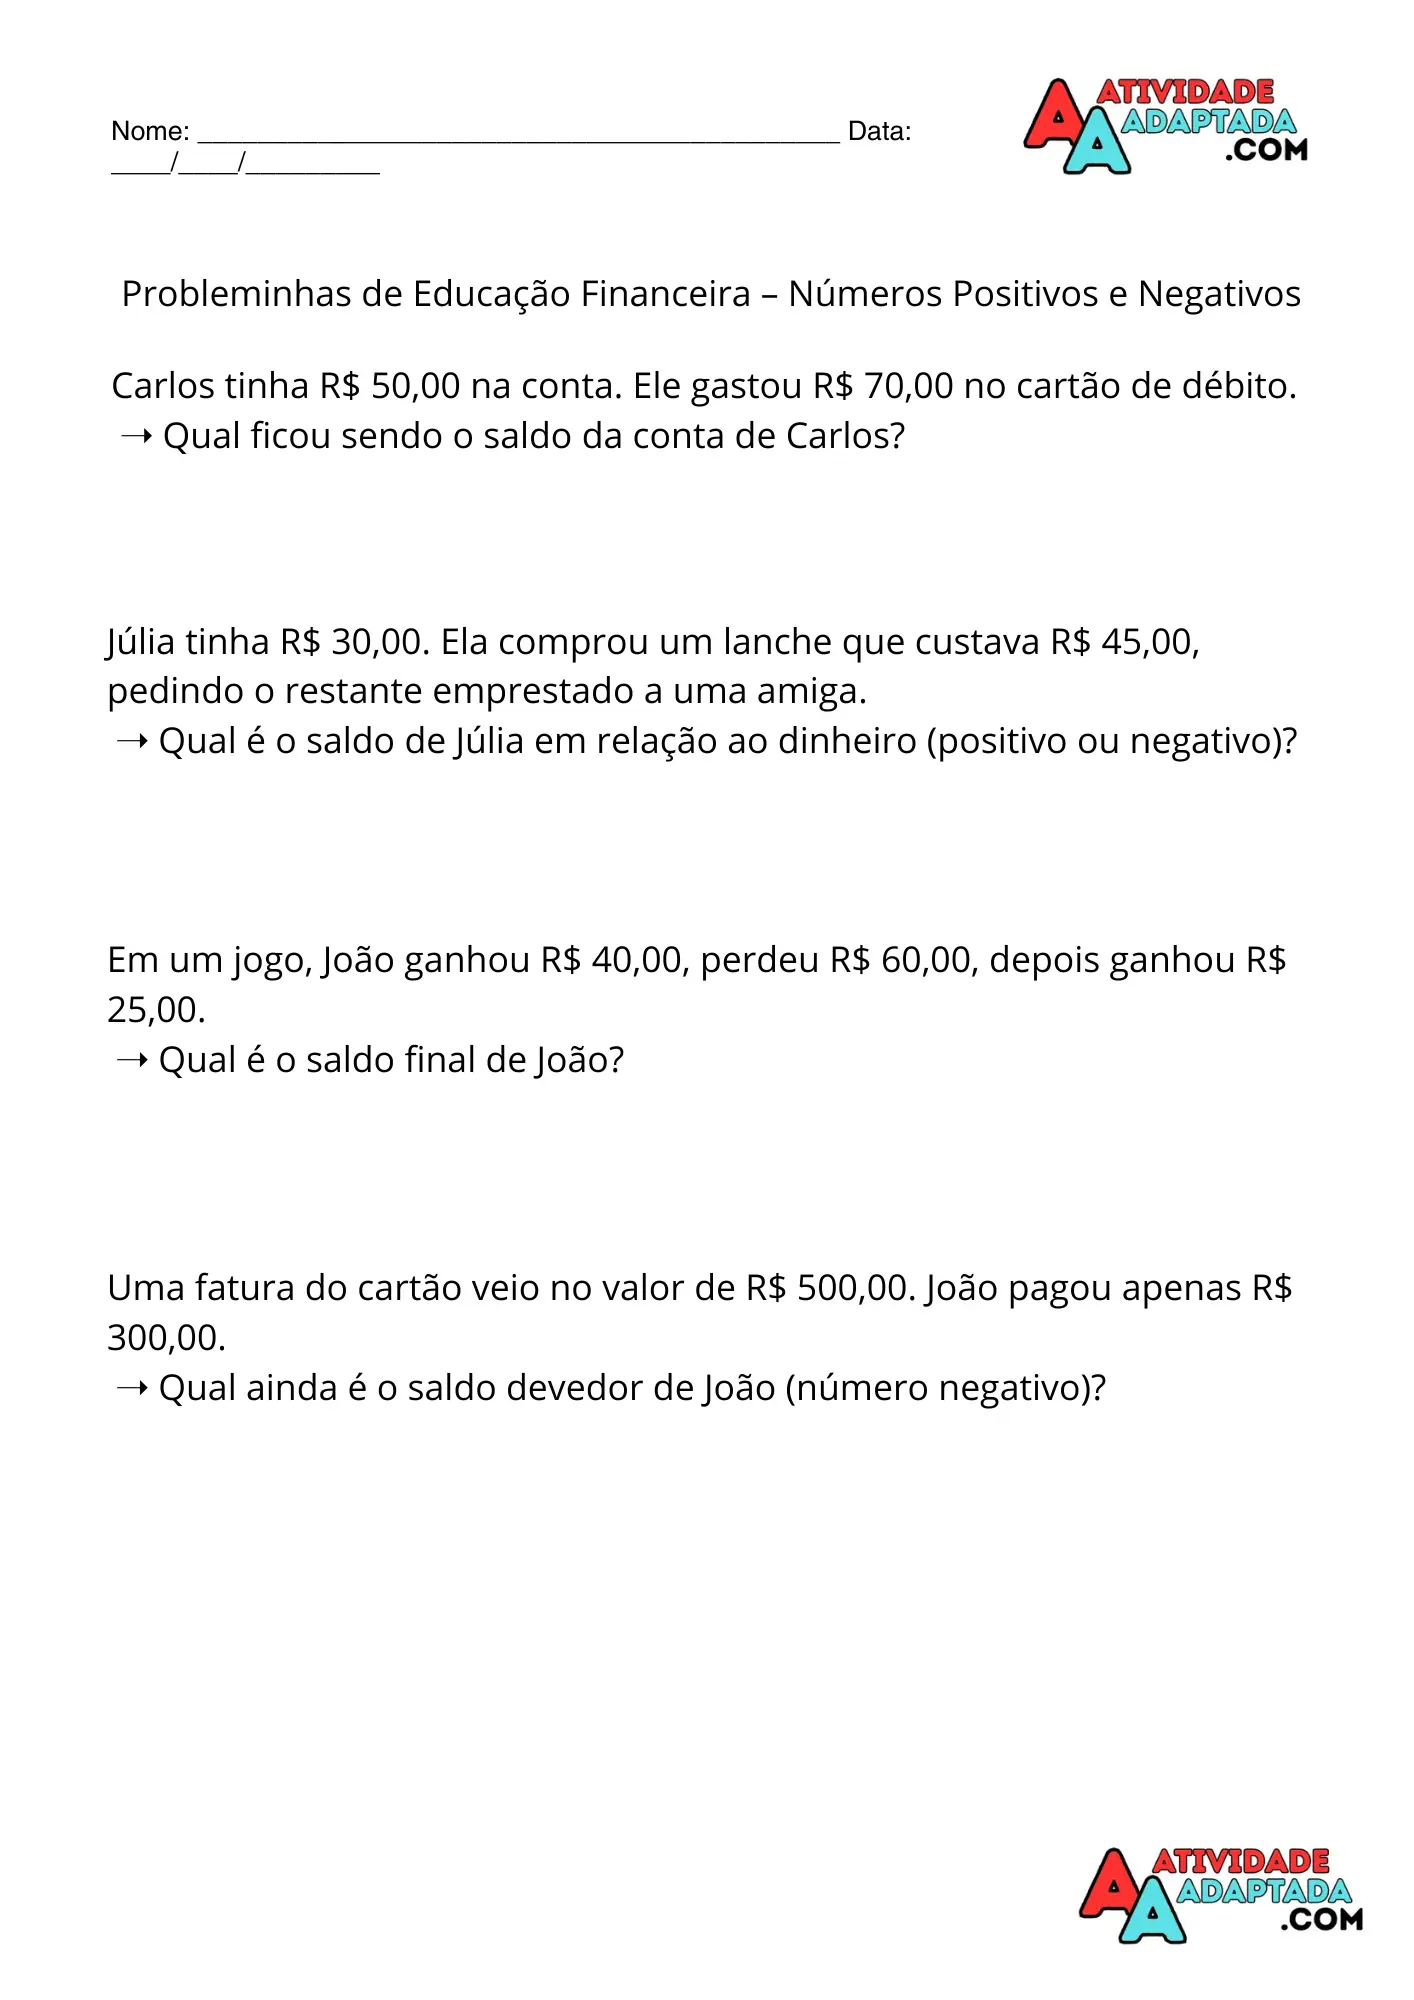 Nome: ___________________________________________ Data:
____/____/_________
ATIVIDADE
ADAPTADA
.COM
Probleminhas de Educação Financeira – Números Positivos e Negativos
Carlos tinha R$ 50,00 na conta. Ele gastou R$ 70,00 no cartão de débito.
→ Qual ficou sendo o saldo da conta de Carlos?
Júlia tinha R$ 30,00. Ela comprou um lanche que custava R$ 45,00,
pedindo o restante emprestado a uma amiga.
→ Qual é o saldo de Júlia em relação ao dinheiro (positivo ou negativo)?
Em um jogo, João ganhou R$ 40,00, perdeu R$ 60,00, depois ganhou R$
25,00.
→ Qual é o saldo final de João?
Uma fatura do cartão veio no valor de R$ 500,00. João pagou apenas R$
300,00.
→ Qual ainda é o saldo devedor de João (número negativo)?
AA
ATIVIDADE
ADAPTADA
.COM